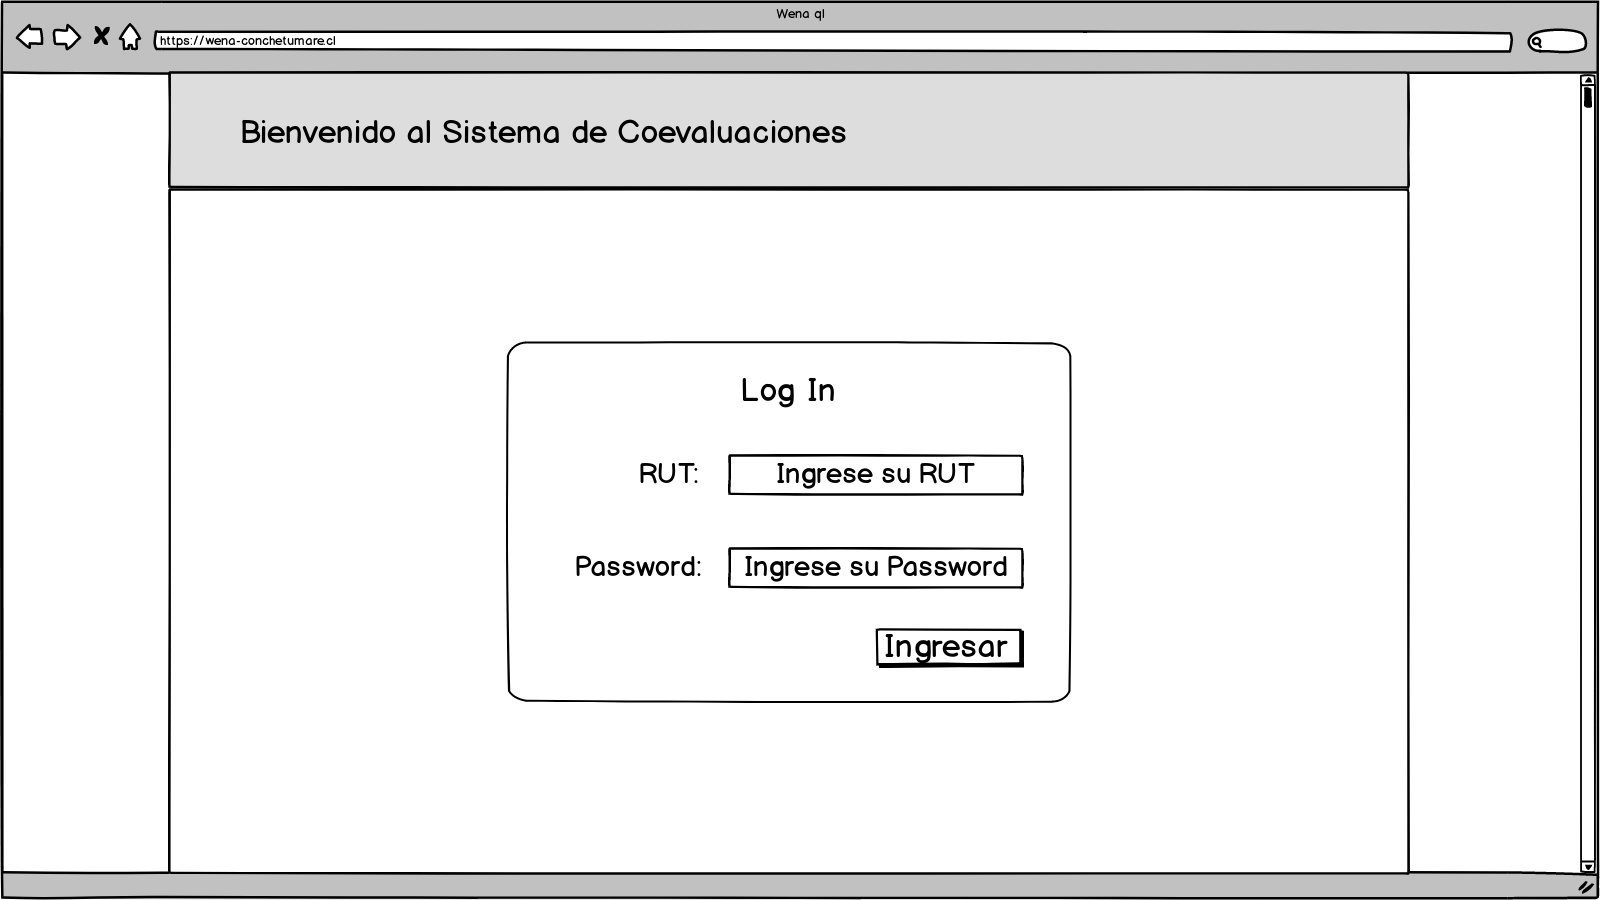 Wena ql
https://wena-conchetumare.cl
Bienvenido al Sistema de Coevaluaciones
Log In
RUT: Ingrese su RUT
Password: Ingrese su Password
Ingresar